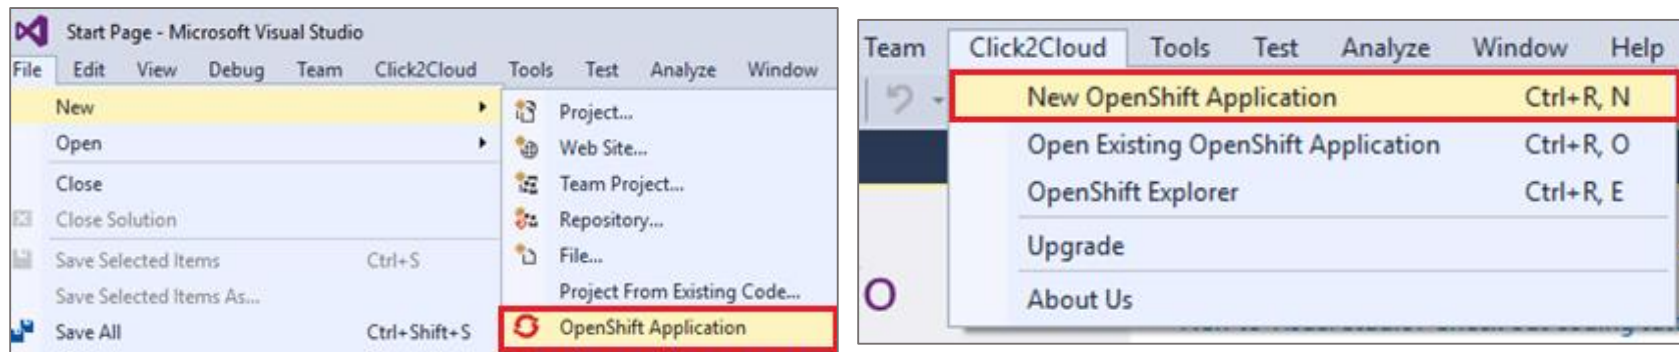 Start Page - Microsoft Visual Studio
File Edit View Debug Team Click2Cloud Tools Test Analyze Window
New
Open
Close
Close Solution
Save Selected Items Ctrl+S
Save Selected Items As...
Save All Ctrl+Shift+S
Project...
Web Site...
Team Project...
Repository...
File...
Project From Existing Code...
OpenShift Application
Team Click2Cloud Tools Test Analyze Window Help
New OpenShift Application Ctrl+R, N
Open Existing OpenShift Application Ctrl+R, O
OpenShift Explorer Ctrl+R, E
Upgrade
About Us